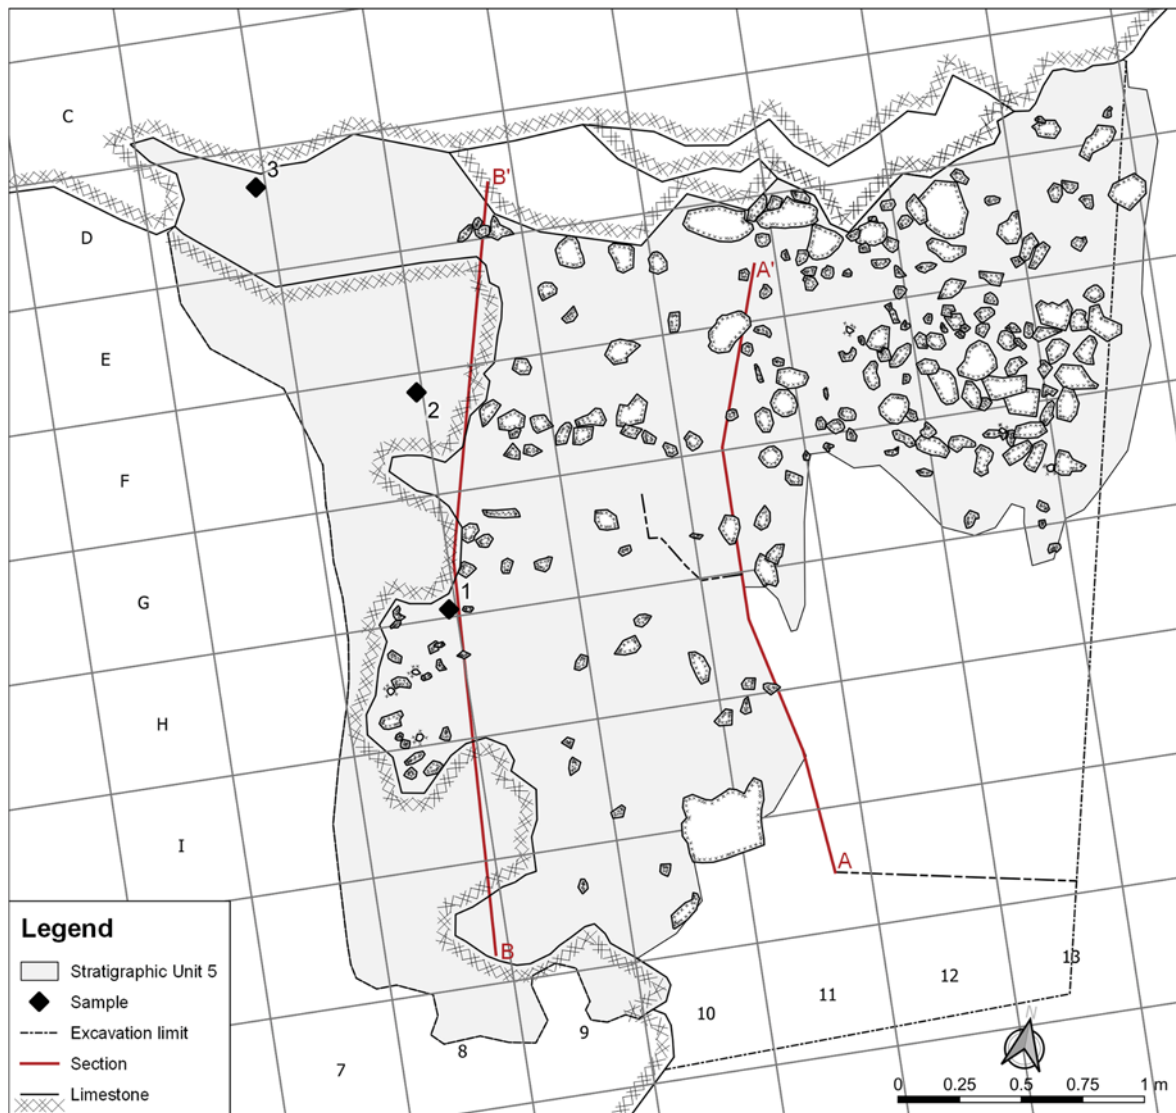 C
3
B'
D
A'
E
2
F
1
G
H
I
A
B
13
12
11
10
9
8
7
Legend
Stratigraphic Unit 5
Sample
Excavation limit
Section
Limestone
N
0 0.25 0.5 0.75 1 m